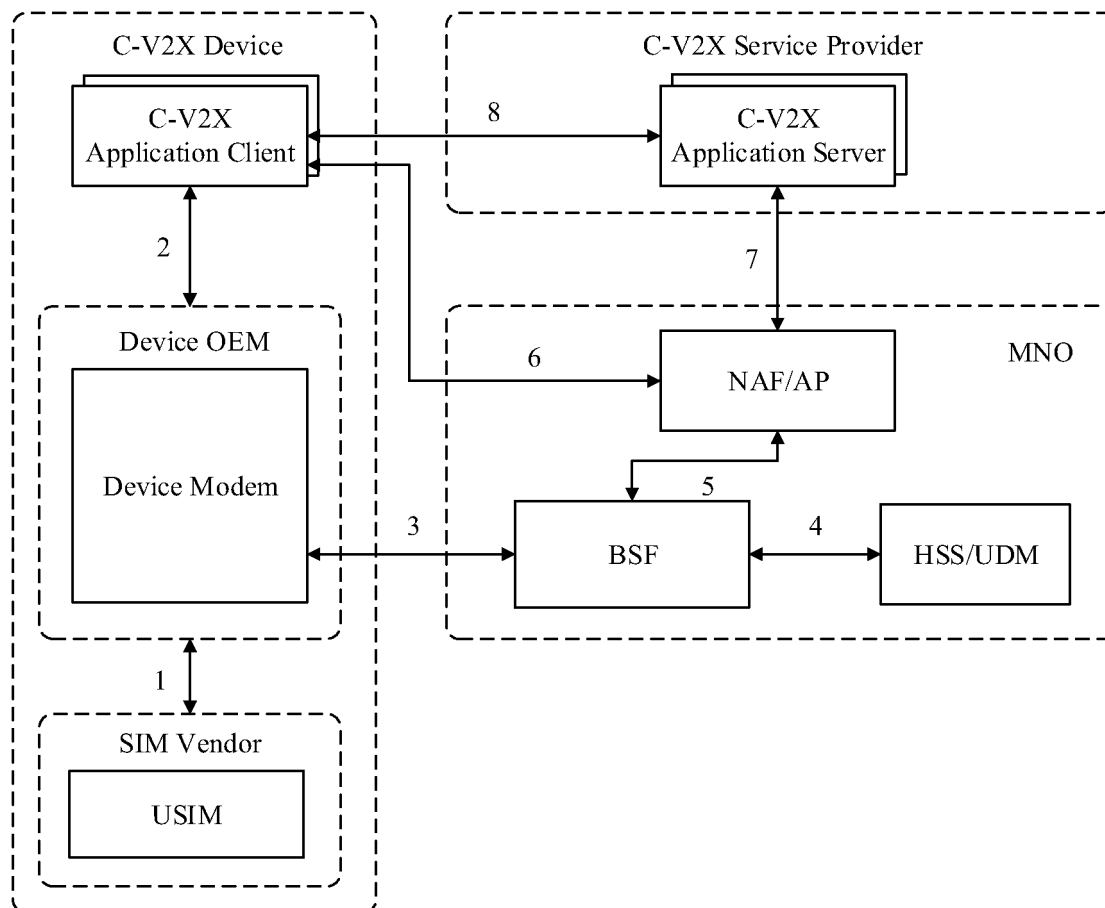 C-V2X Device
C-V2X Service Provider
C-V2X
Application Client
8
C-V2X
Application Server
2
7
Device OEM
MNO
6
NAF/AP
Device Modem
5
3
BSF
4
HSS/UDM
1
SIM Vendor
USIM